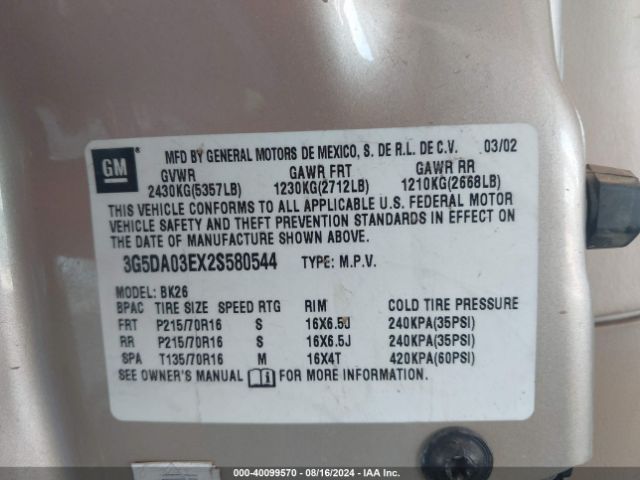 GM
MFD BY GENERAL MOTORS DE MEXICO, S. DE R.L. DE C.V. 03/02
GVWR GAWR FRT GAWR RR
2430KG(5357LB) 1230KG(2712LB) 1210KG(2668LB)
THIS VEHICLE CONFORMS TO ALL APPLICABLE U.S. FEDERAL MOTOR
VEHICLE SAFETY AND THEFT PREVENTION STANDARDS IN EFFECT ON
THE DATE OF MANUFACTURE SHOWN ABOVE.
3G5DA03EX2S580544 TYPE: M.P.V.
MODEL: BK26
BPAC TIRE SIZE SPEED RTG RIM COLD TIRE PRESSURE
FRT P215/70R16 S 16X6.5J 240KPA(35PSI)
RR P215/70R16 S 16X6.5J 240KPA(35PSI)
SPA T135/70R16 M 16X4T 420KPA(60PSI)
SEE OWNER'S MANUAL FOR MORE INFORMATION.
000-40099570 - 08/16/2024 - IAA Inc.